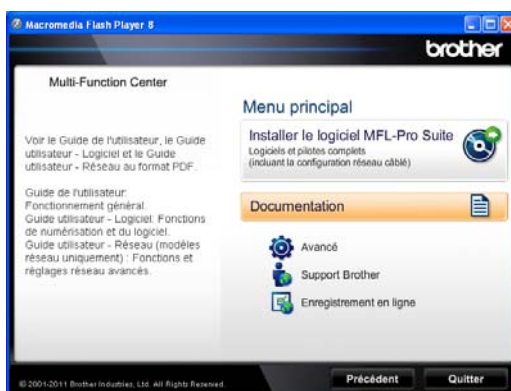 Macromedia Flash Player 8
brother
Multi-Function Center
Voir le Guide de l'utilisateur, le Guide
utilisateur - Logiciel et le Guide
utilisateur - Réseau au format PDF.
Guide de l'utilisateur:
Fonctionnement général.
Guide utilisateur - Logiciel: Fonctions
de numérisation et du logiciel.
Guide utilisateur - Réseau (modèles
réseau uniquement) : Fonctions et
réglages réseau avancés.
Menu principal
Installer le logiciel MFL-Pro Suite
Logiciels et pilotes complets
(incluant la configuration réseau câblé)
Documentation
Avancé
Support Brother
Enregistrement en ligne
© 2001-2011 Brother Industries, Ltd. All Rights Reserved.
Précédent
Quitter